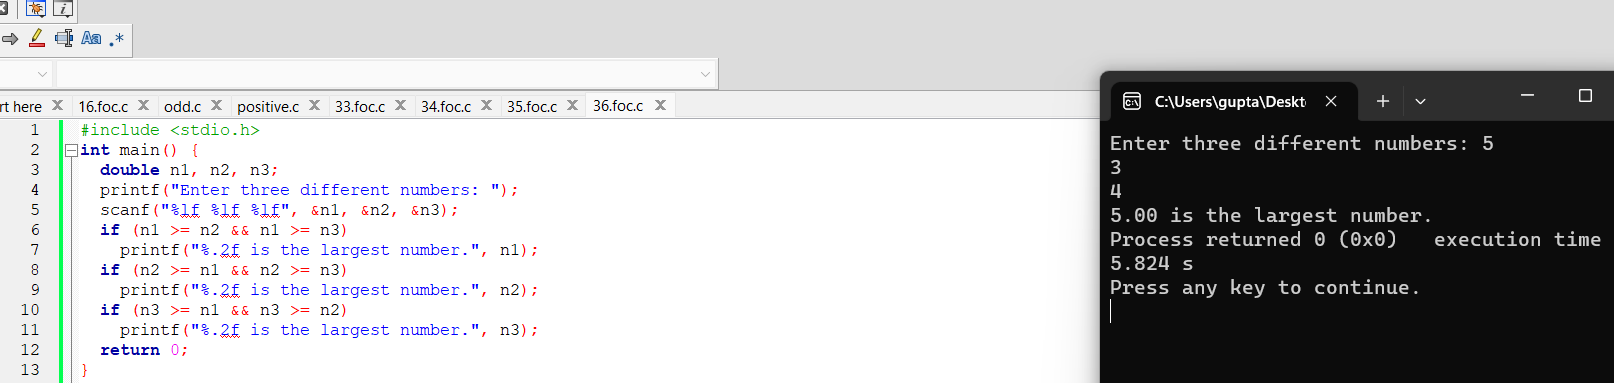 Aa .*
rt here X 16.foc.c X odd.c X positive.c X 33.foc.c X 34.foc.c X 35.foc.c X 36.foc.c X
1 #include <stdio.h>
2 int main() {
3 double n1, n2, n3;
4 printf("Enter three different numbers: ");
5 scanf("%lf %lf %lf", &n1, &n2, &n3);
6 if (n1 >= n2 && n1 >= n3)
7 printf("%.2f is the largest number.", n1);
8 if (n2 >= n1 && n2 >= n3)
9 printf("%.2f is the largest number.", n2);
10 if (n3 >= n1 && n3 >= n2)
11 printf("%.2f is the largest number.", n3);
12 return 0;
13 }
C:\Users\gupta\Deskt
Enter three different numbers: 5
3
4
5.00 is the largest number.
Process returned 0 (0x0) execution time
5.824 s
Press any key to continue.